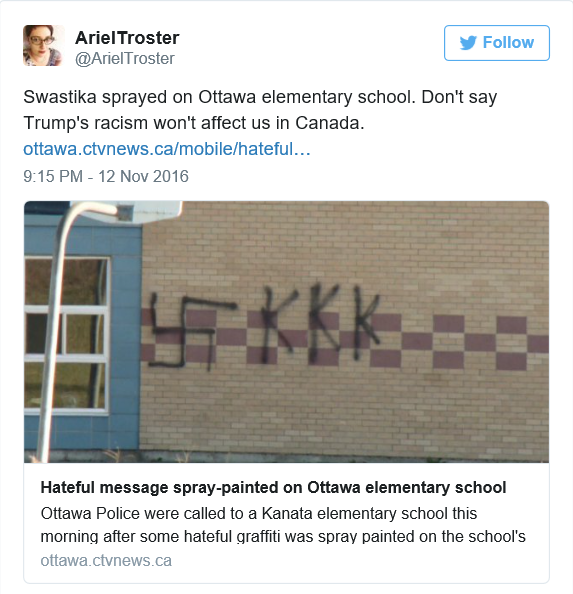 ArielTroster
@ArielTroster
Follow
Swastika sprayed on Ottawa elementary school. Don't say
Trump's racism won't affect us in Canada.
ottawa.ctvnews.ca/mobile/hateful…
9:15 PM - 12 Nov 2016
KKK
Hateful message spray-painted on Ottawa elementary school
Ottawa Police were called to a Kanata elementary school this
morning after some hateful graffiti was spray painted on the school's
ottawa.ctvnews.ca